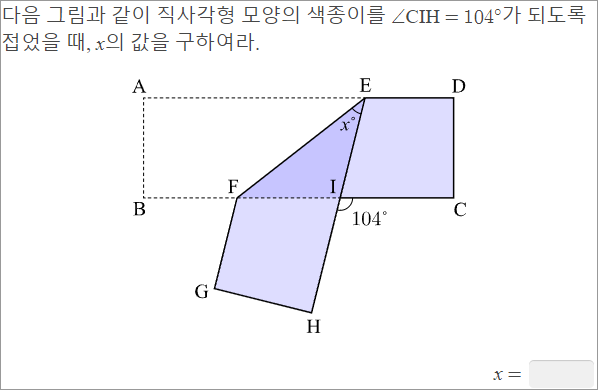 다음 그림과 같이 직사각형 모양의 색종이를 ∠CIH = 104°가 되도록
접었을 때, x의 값을 구하여라.
A E D
x°
F I
B C
104°
G
H
x =